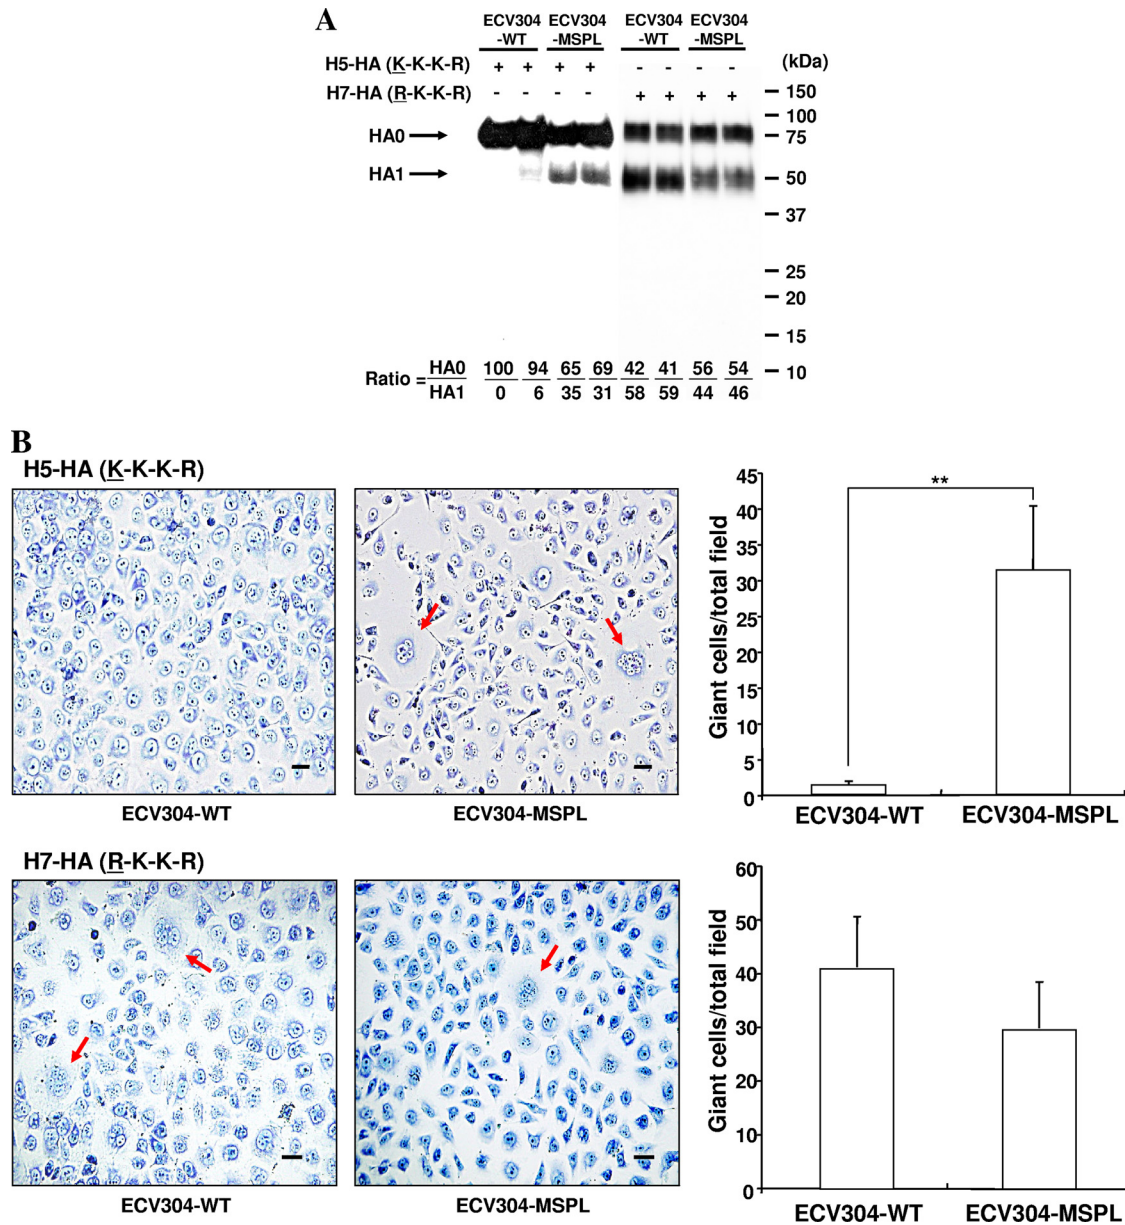 A
ECV304 ECV304 ECV304 ECV304
-WT -MSPL -WT -MSPL
H5-HA (K-K-K-R) + + + + - - - - (kDa)
H7-HA (R-K-K-R) - - - - + + + + 150
100
HA0 75
HA1 50
37
25
20
15
10
Ratio = HA0 100 94 65 69 42 41 56 54
HA1 0 6 35 31 58 59 44 46
B
H5-HA (K-K-K-R)
ECV304-WT
ECV304-MSPL
Giant cells/total field
45
40
35
30
25
20
15
10
5
0
**
ECV304-WT
ECV304-MSPL
H7-HA (R-K-K-R)
ECV304-WT
ECV304-MSPL
Giant cells/total field
60
50
40
30
20
10
0
ECV304-WT
ECV304-MSPL